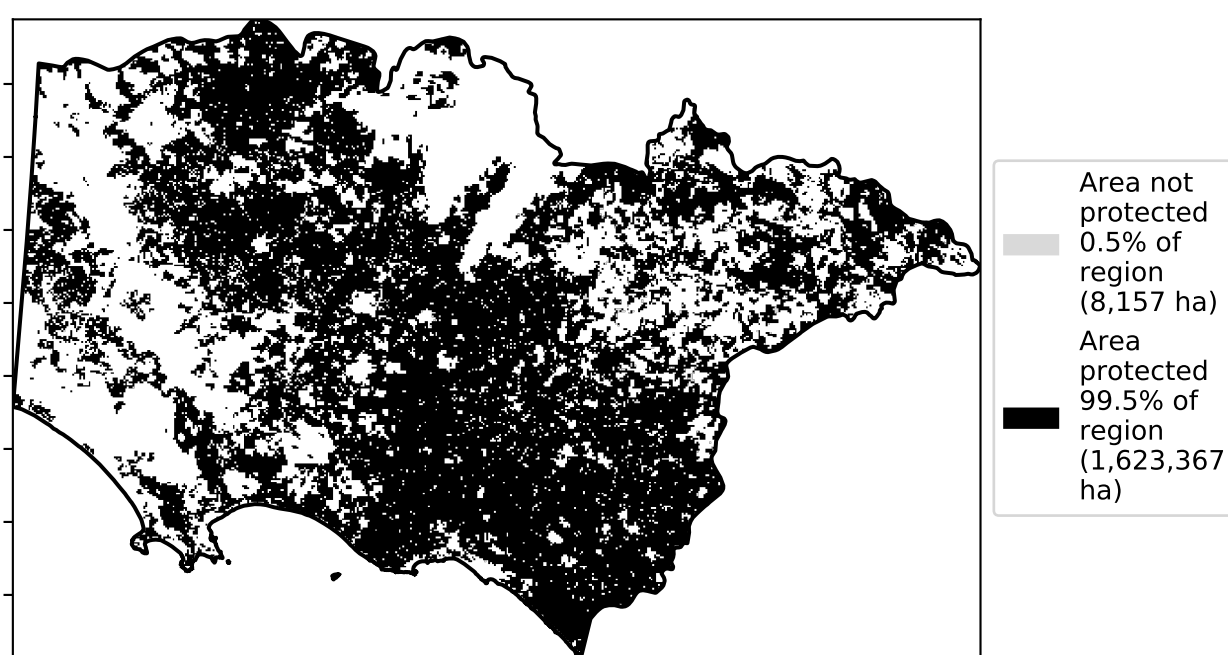 Area not
protected
0.5% of
region
(8,157 ha)
Area
protected
99.5% of
region
(1,623,367
ha)